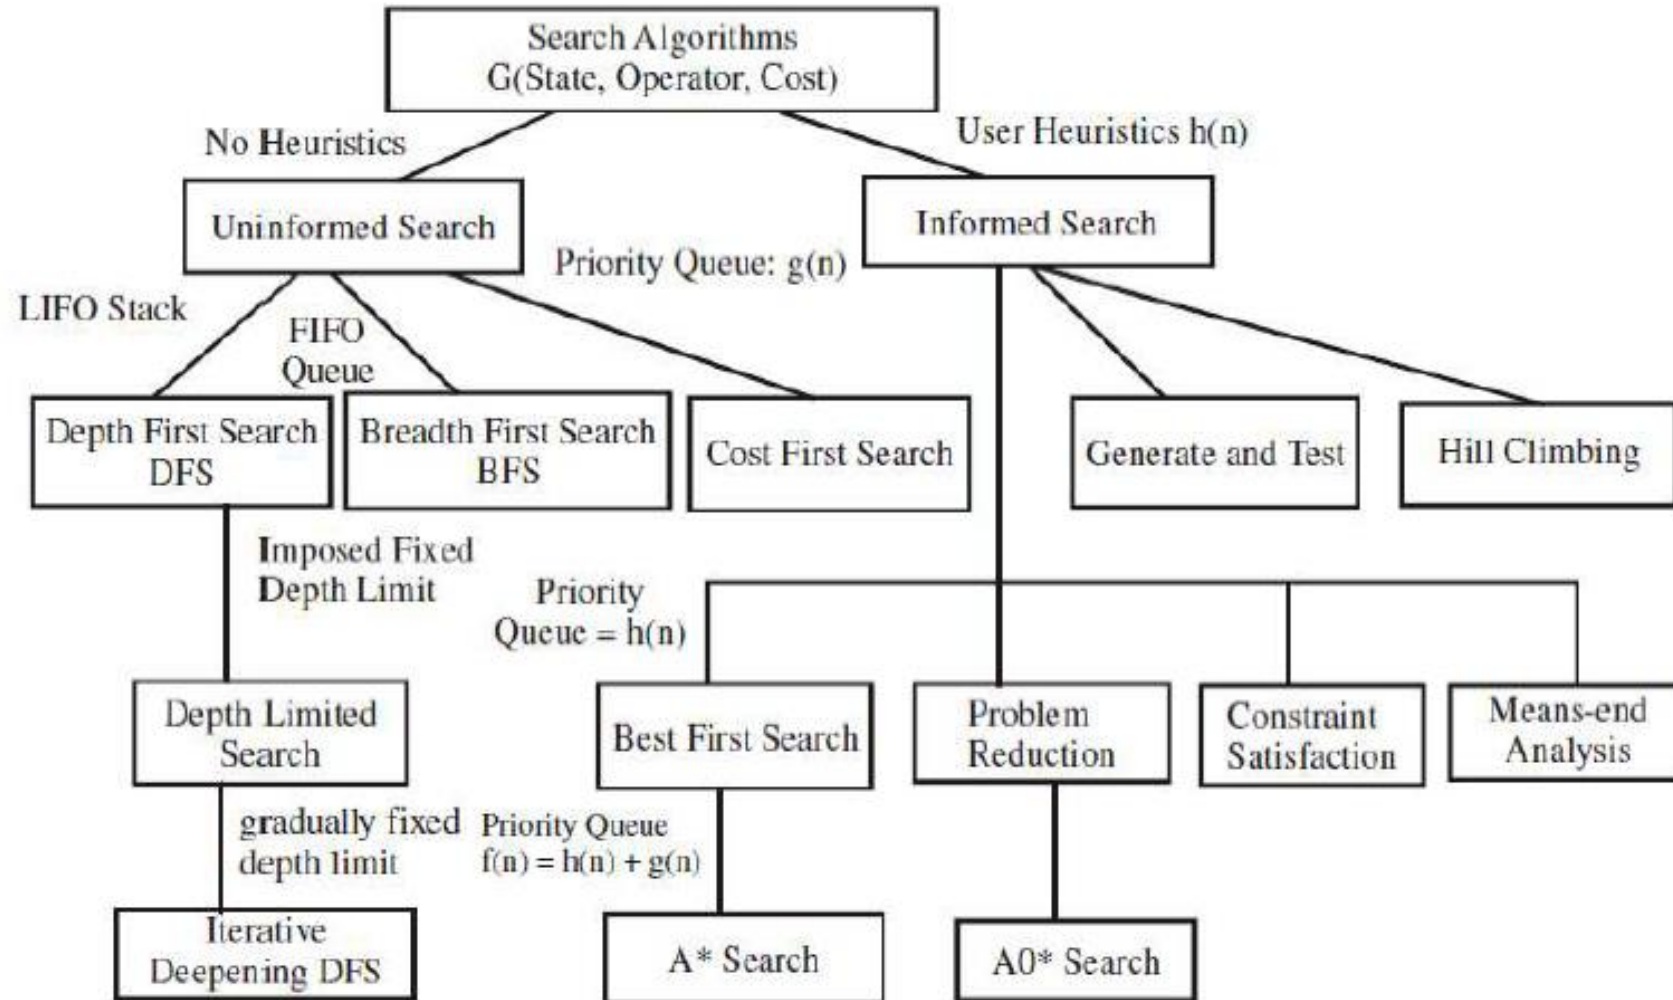 Search Algorithms
G(State, Operator, Cost)
No Heuristics
User Heuristics h(n)
Uninformed Search
Informed Search
Priority Queue: g(n)
LIFO Stack
FIFO
Queue
Depth First Search
DFS
Breadth First Search
BFS
Cost First Search
Generate and Test
Hill Climbing
Imposed Fixed
Depth Limit
Priority
Queue = h(n)
Depth Limited
Search
Best First Search
Problem
Reduction
Constraint
Satisfaction
Means-end
Analysis
gradually fixed
depth limit
Priority Queue
f(n) = h(n) + g(n)
Iterative
Deepening DFS
A* Search
A0* Search